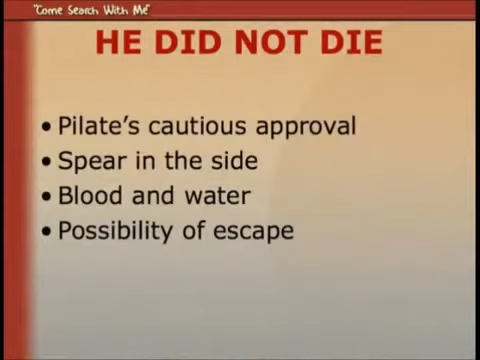 "Come Search With Me"
HE DID NOT DIE
• Pilate's cautious approval
• Spear in the side
• Blood and water
• Possibility of escape